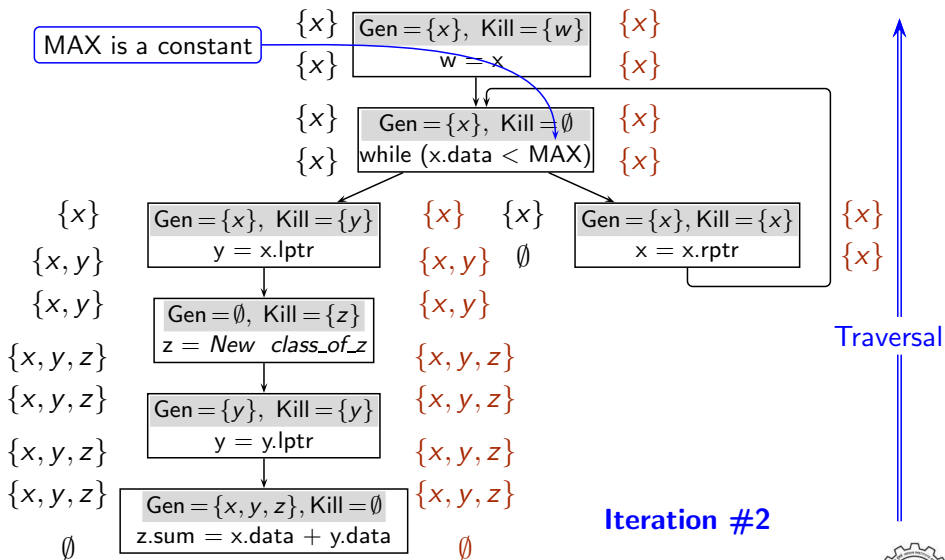 {x} Gen = {x}, Kill = {w} {x}
MAX is a constant
{x} w = x {x}
{x} Gen = {x}, Kill = ∅ {x}
{x} while (x.data < MAX) {x}
{x} Gen = {x}, Kill = {y} {x} {x} Gen = {x}, Kill = {x} {x}
{x, y} y = x.lptr {x, y} ∅ x = x.rptr {x}
{x, y} Gen = ∅, Kill = {z} {x, y}
Traversal
{x, y, z} z = New class_of_z {x, y, z}
{x, y, z} Gen = {y}, Kill = {y} {x, y, z}
{x, y, z} y = y.lptr {x, y, z}
{x, y, z} Gen = {x, y, z}, Kill = ∅ {x, y, z}
Iteration #2
∅ z.sum = x.data + y.data ∅